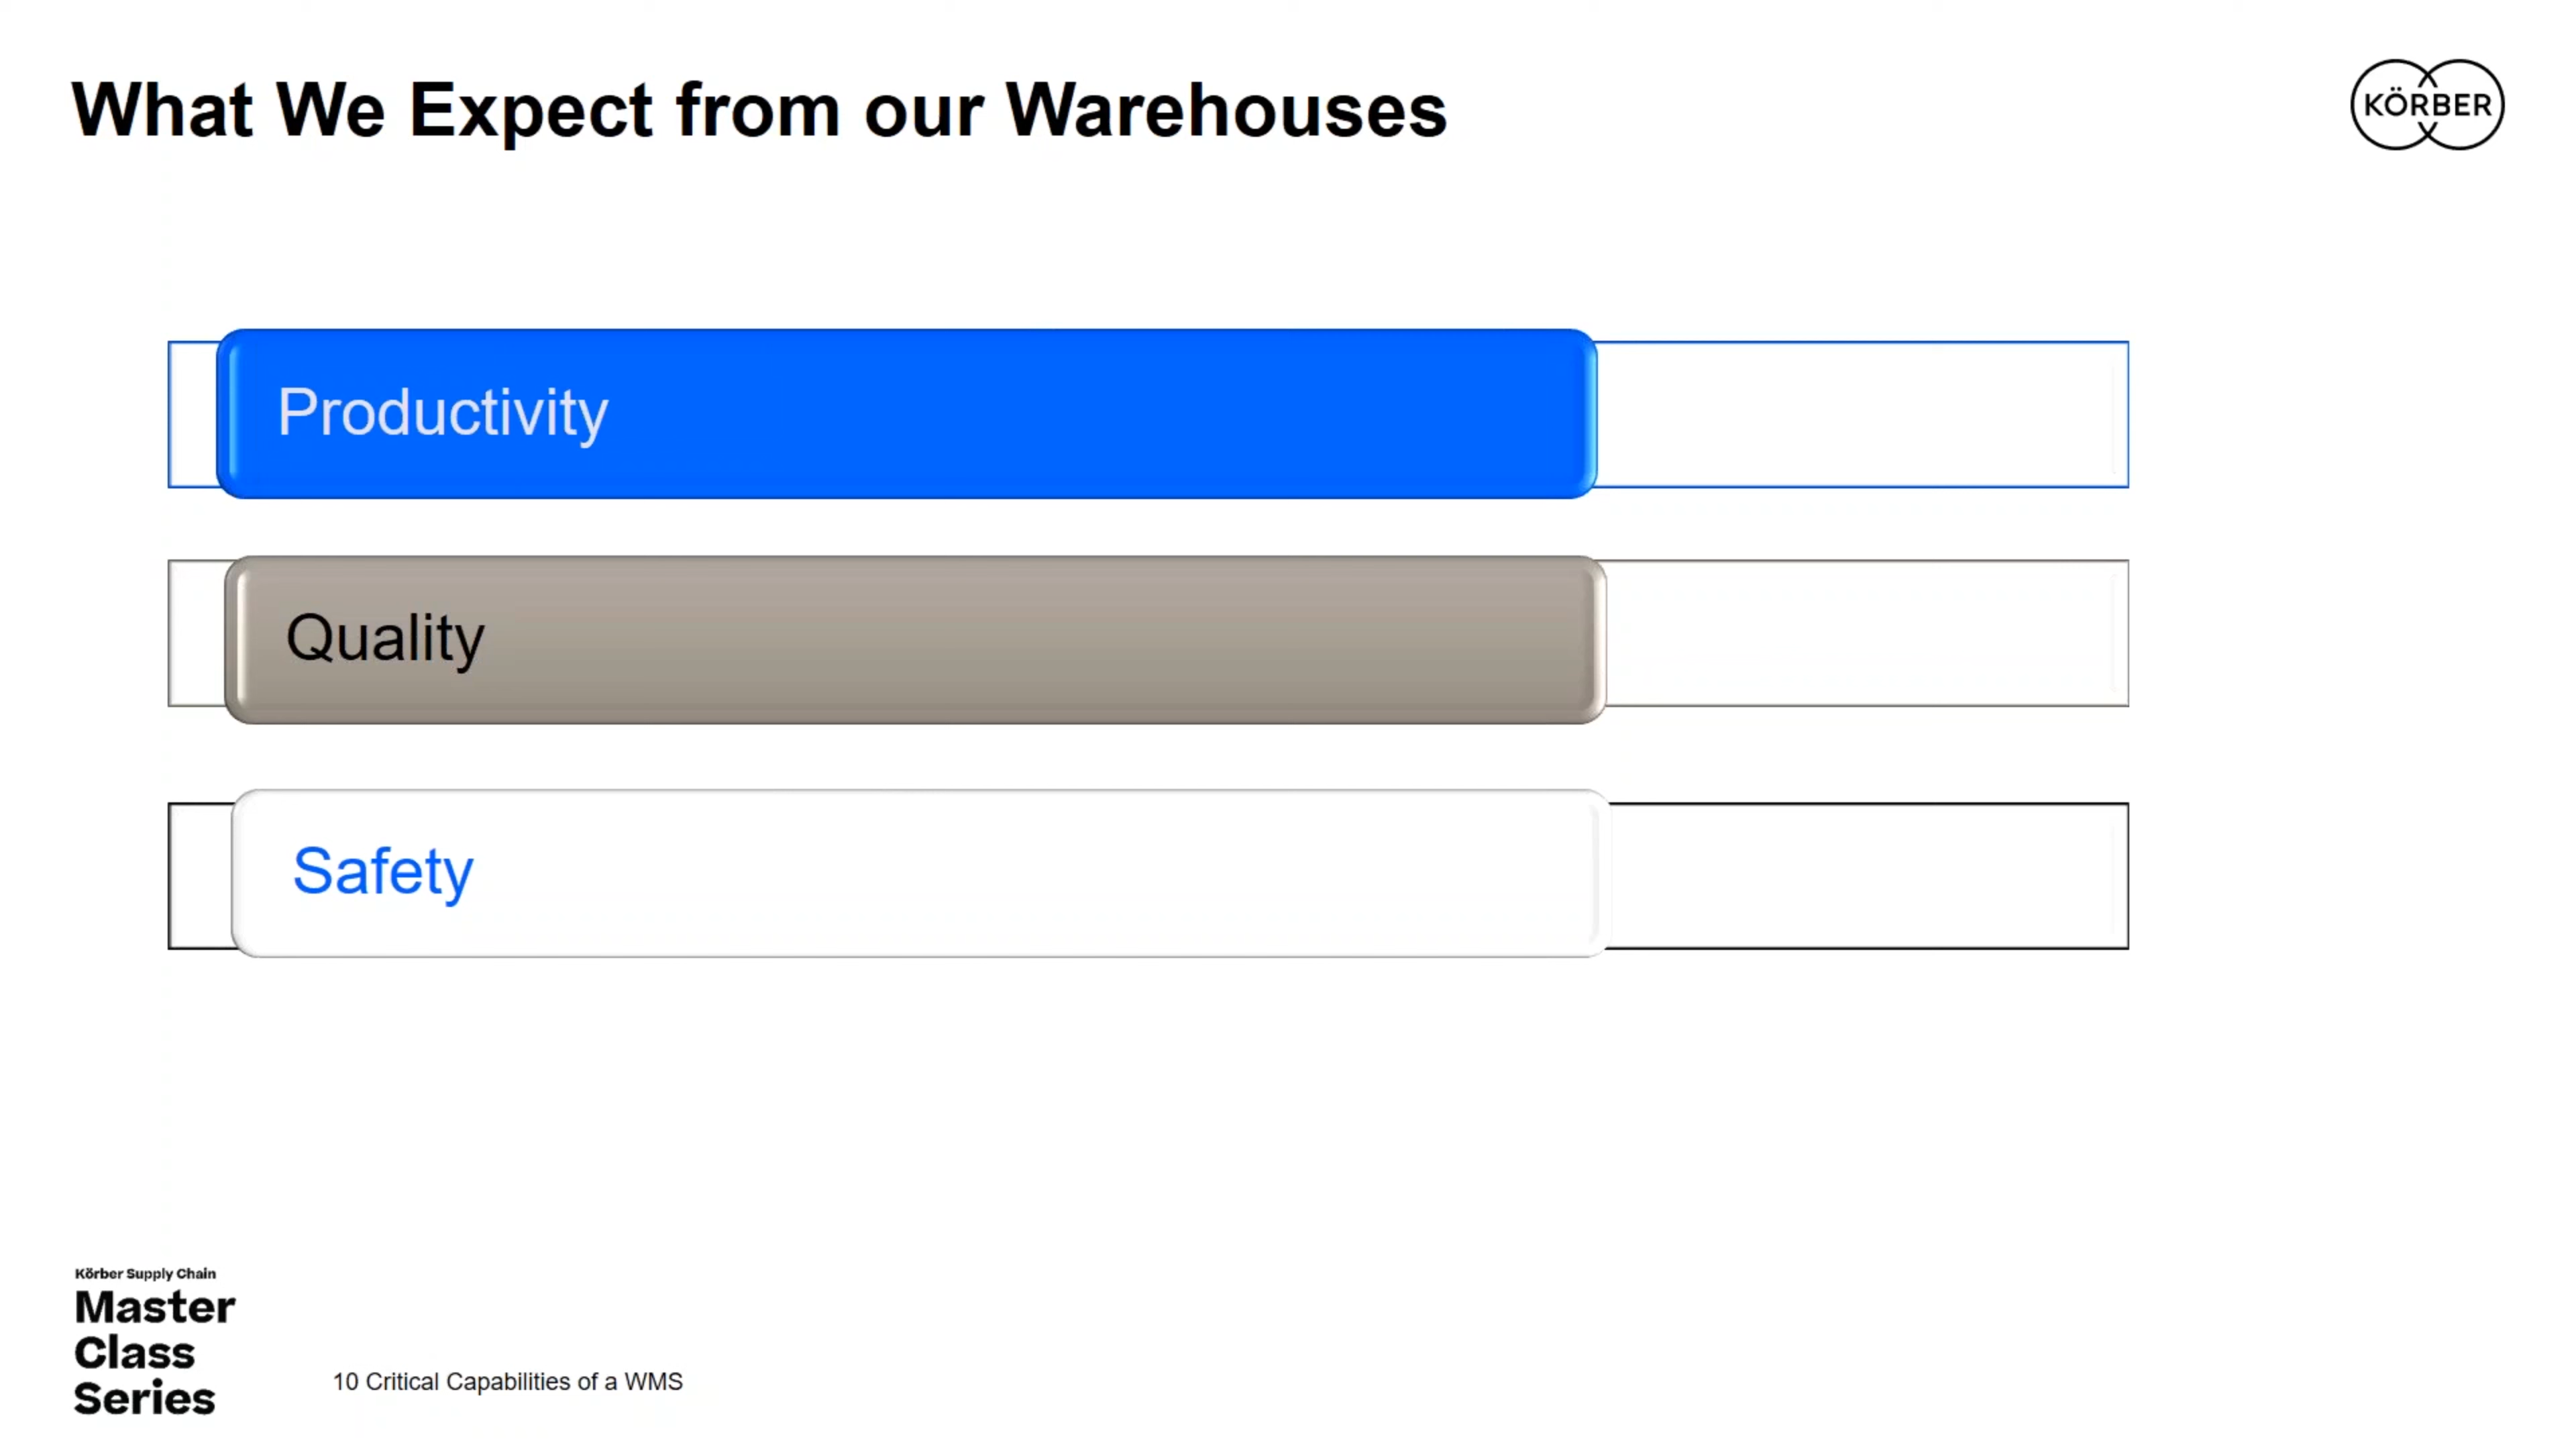 What We Expect from our Warehouses
KÖRBER
Productivity
Quality
Safety
Körber Supply Chain
Master
Class
Series
10 Critical Capabilities of a WMS